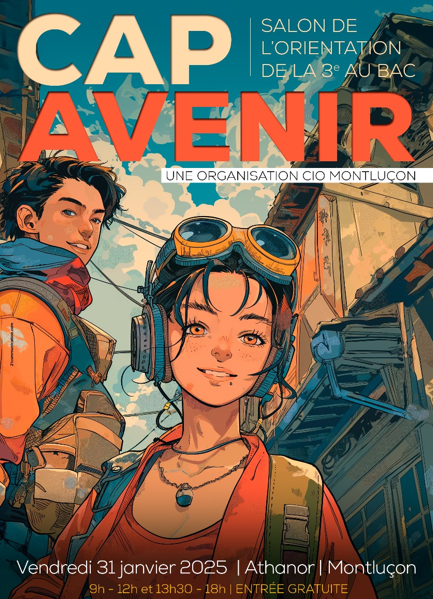 CAP
AVENIR
SALON DE
L'ORIENTATION
DE LA 3e AU BAC
UNE ORGANISATION CIO MONTLUÇON
Vendredi 31 janvier 2025 | Athanor | Montluçon
9h - 12h et 13h30 - 18h | ENTRÉE GRATUITE